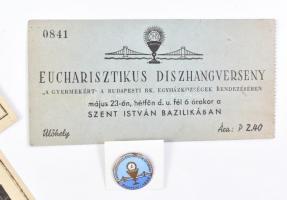 0841
EUCHARISZTIKUS DISZHANGVERSENY
„A GYERMEKÉRT" A BUDAPESTI RK. EGYHÁZKÖZSÉGEK RENDEZÉSÉBEN
május 23-án, hétfőn d. u. fél 6 órakor a
SZENT ISTVÁN BAZILIKÁBAN
Ülőhely
Ára: P 2.40